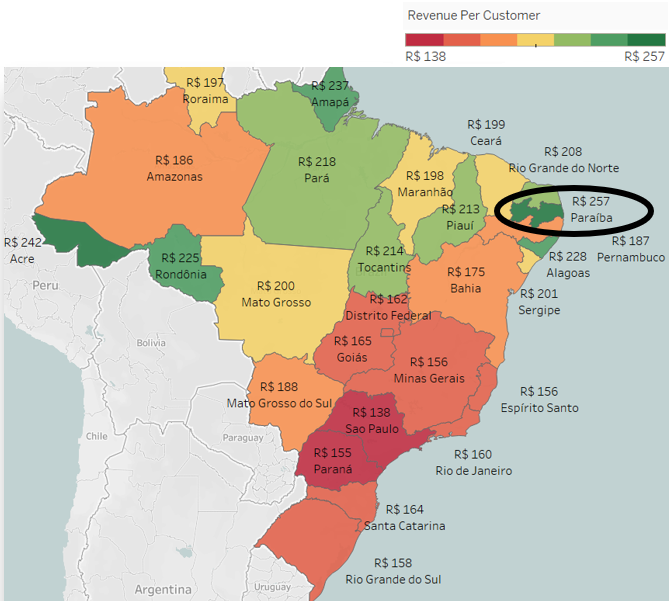 Revenue Per Customer
R$ 138
R$ 257
R$ 197
Roraima
R$ 237
Amapá
R$ 199
Ceará
R$ 208
Rio Grande do Norte
R$ 186
Amazonas
R$ 218
Pará
R$ 198
Maranhão
R$ 257
Paraíba
R$ 213
Piauí
R$ 242
Acre
R$ 225
Rondônia
R$ 214
Tocantins
R$ 187
Pernambuco
R$ 228
Alagoas
R$ 175
Bahia
R$ 200
Mato Grosso
R$ 201
Sergipe
R$ 162
Distrito Federal
Peru
R$ 165
Goiás
Bolivia
R$ 156
Minas Gerais
R$ 188
Mato Grosso do Sul
R$ 156
Espírito Santo
R$ 138
Sao Paulo
Chile
Paraguay
R$ 155
Paraná
R$ 160
Rio de Janeiro
R$ 164
Santa Catarina
R$ 158
Rio Grande do Sul
Argentina
Uruguay